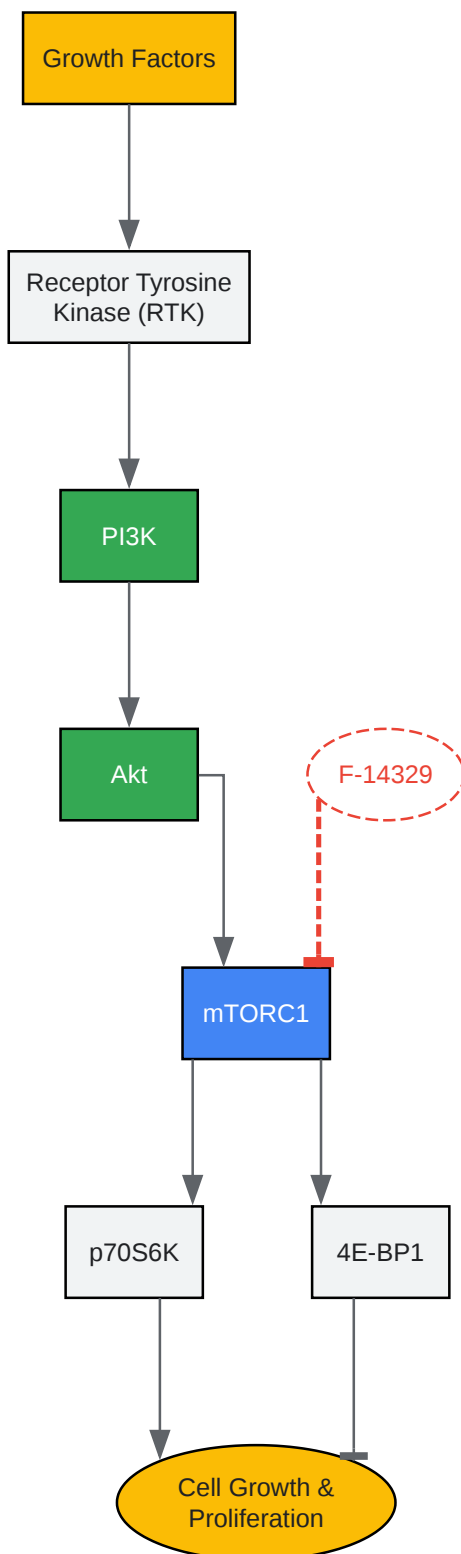 Growth Factors
Receptor Tyrosine
Kinase (RTK)
PI3K
Akt
F-14329
mTORC1
p70S6K
4E-BP1
Cell Growth &
Proliferation